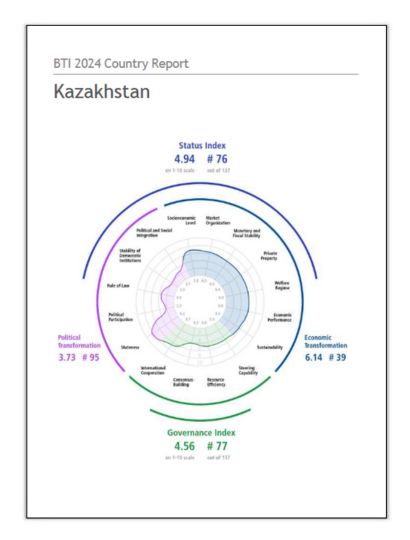 BTI 2024 Country Report
Kazakhstan
Status Index
4.94 # 76
on 1-10 scale out of 137
Socioeconomic
Level
Market
Organization
Political and Social
Integration
Monetary and
Fiscal Stability
Stability of
Democratic
Institutions
Private
Property
Rule of Law
Welfare
Regime
Political
Participation
Economic
Performance
Stateness
Sustainability
Political
Transformation
3.73 # 95
Economic
Transformation
6.14 # 39
International
Cooperation
Steering
Capability
Consensus
Building
Resource
Efficiency
Governance Index
4.56 # 77
on 1-10 scale out of 137